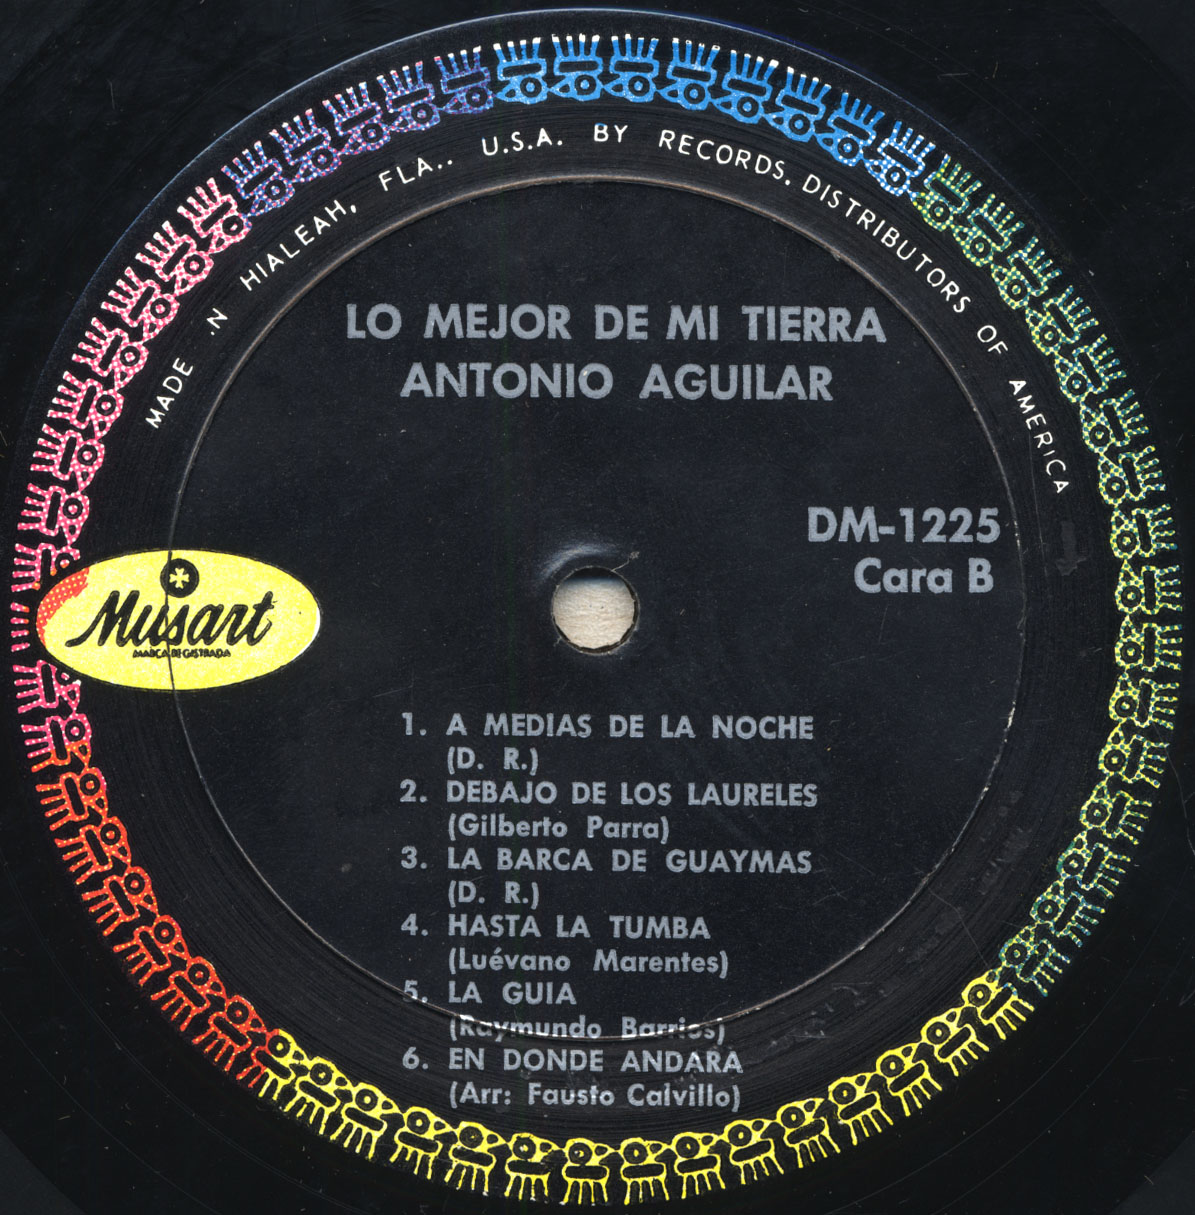 MADE IN HIALEAH, FLA.. U.S.A. BY RECORDS. DISTRIBUTORS OF AMERICA
LO MEJOR DE MI TIERRA
ANTONIO AGUILAR
DM-1225
Cara B
Musart
MARCA REGISTRADA
1. A MEDIAS DE LA NOCHE
(D. R.)
2. DEBAJO DE LOS LAURELES
(Gilberto Parra)
3. LA BARCA DE GUAYMAS
(D. R.)
4. HASTA LA TUMBA
(Luévano Marentes)
5. LA GUIA
(Raymundo Barrios)
6. EN DONDE ANDARA
(Arr: Fausto Calvillo)